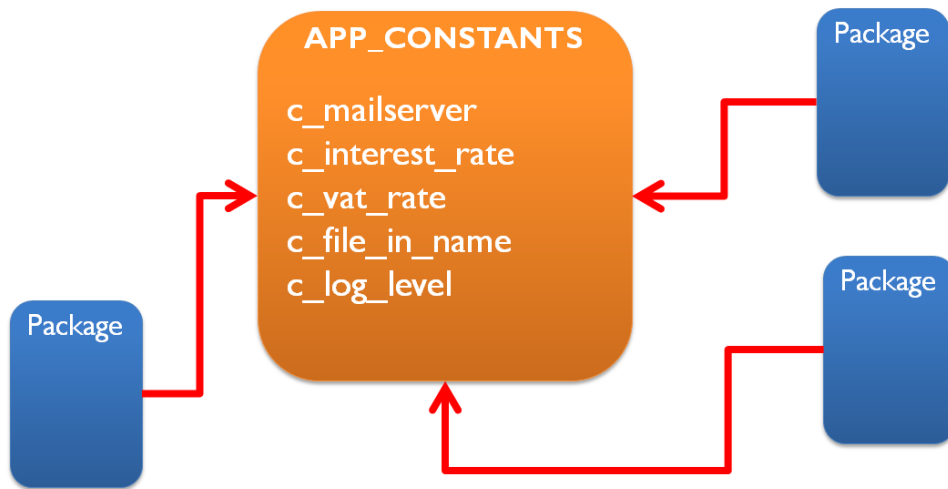 APP_CONSTANTS
c_mailserver
c_interest_rate
c_vat_rate
c_file_in_name
c_log_level
Package
Package
Package